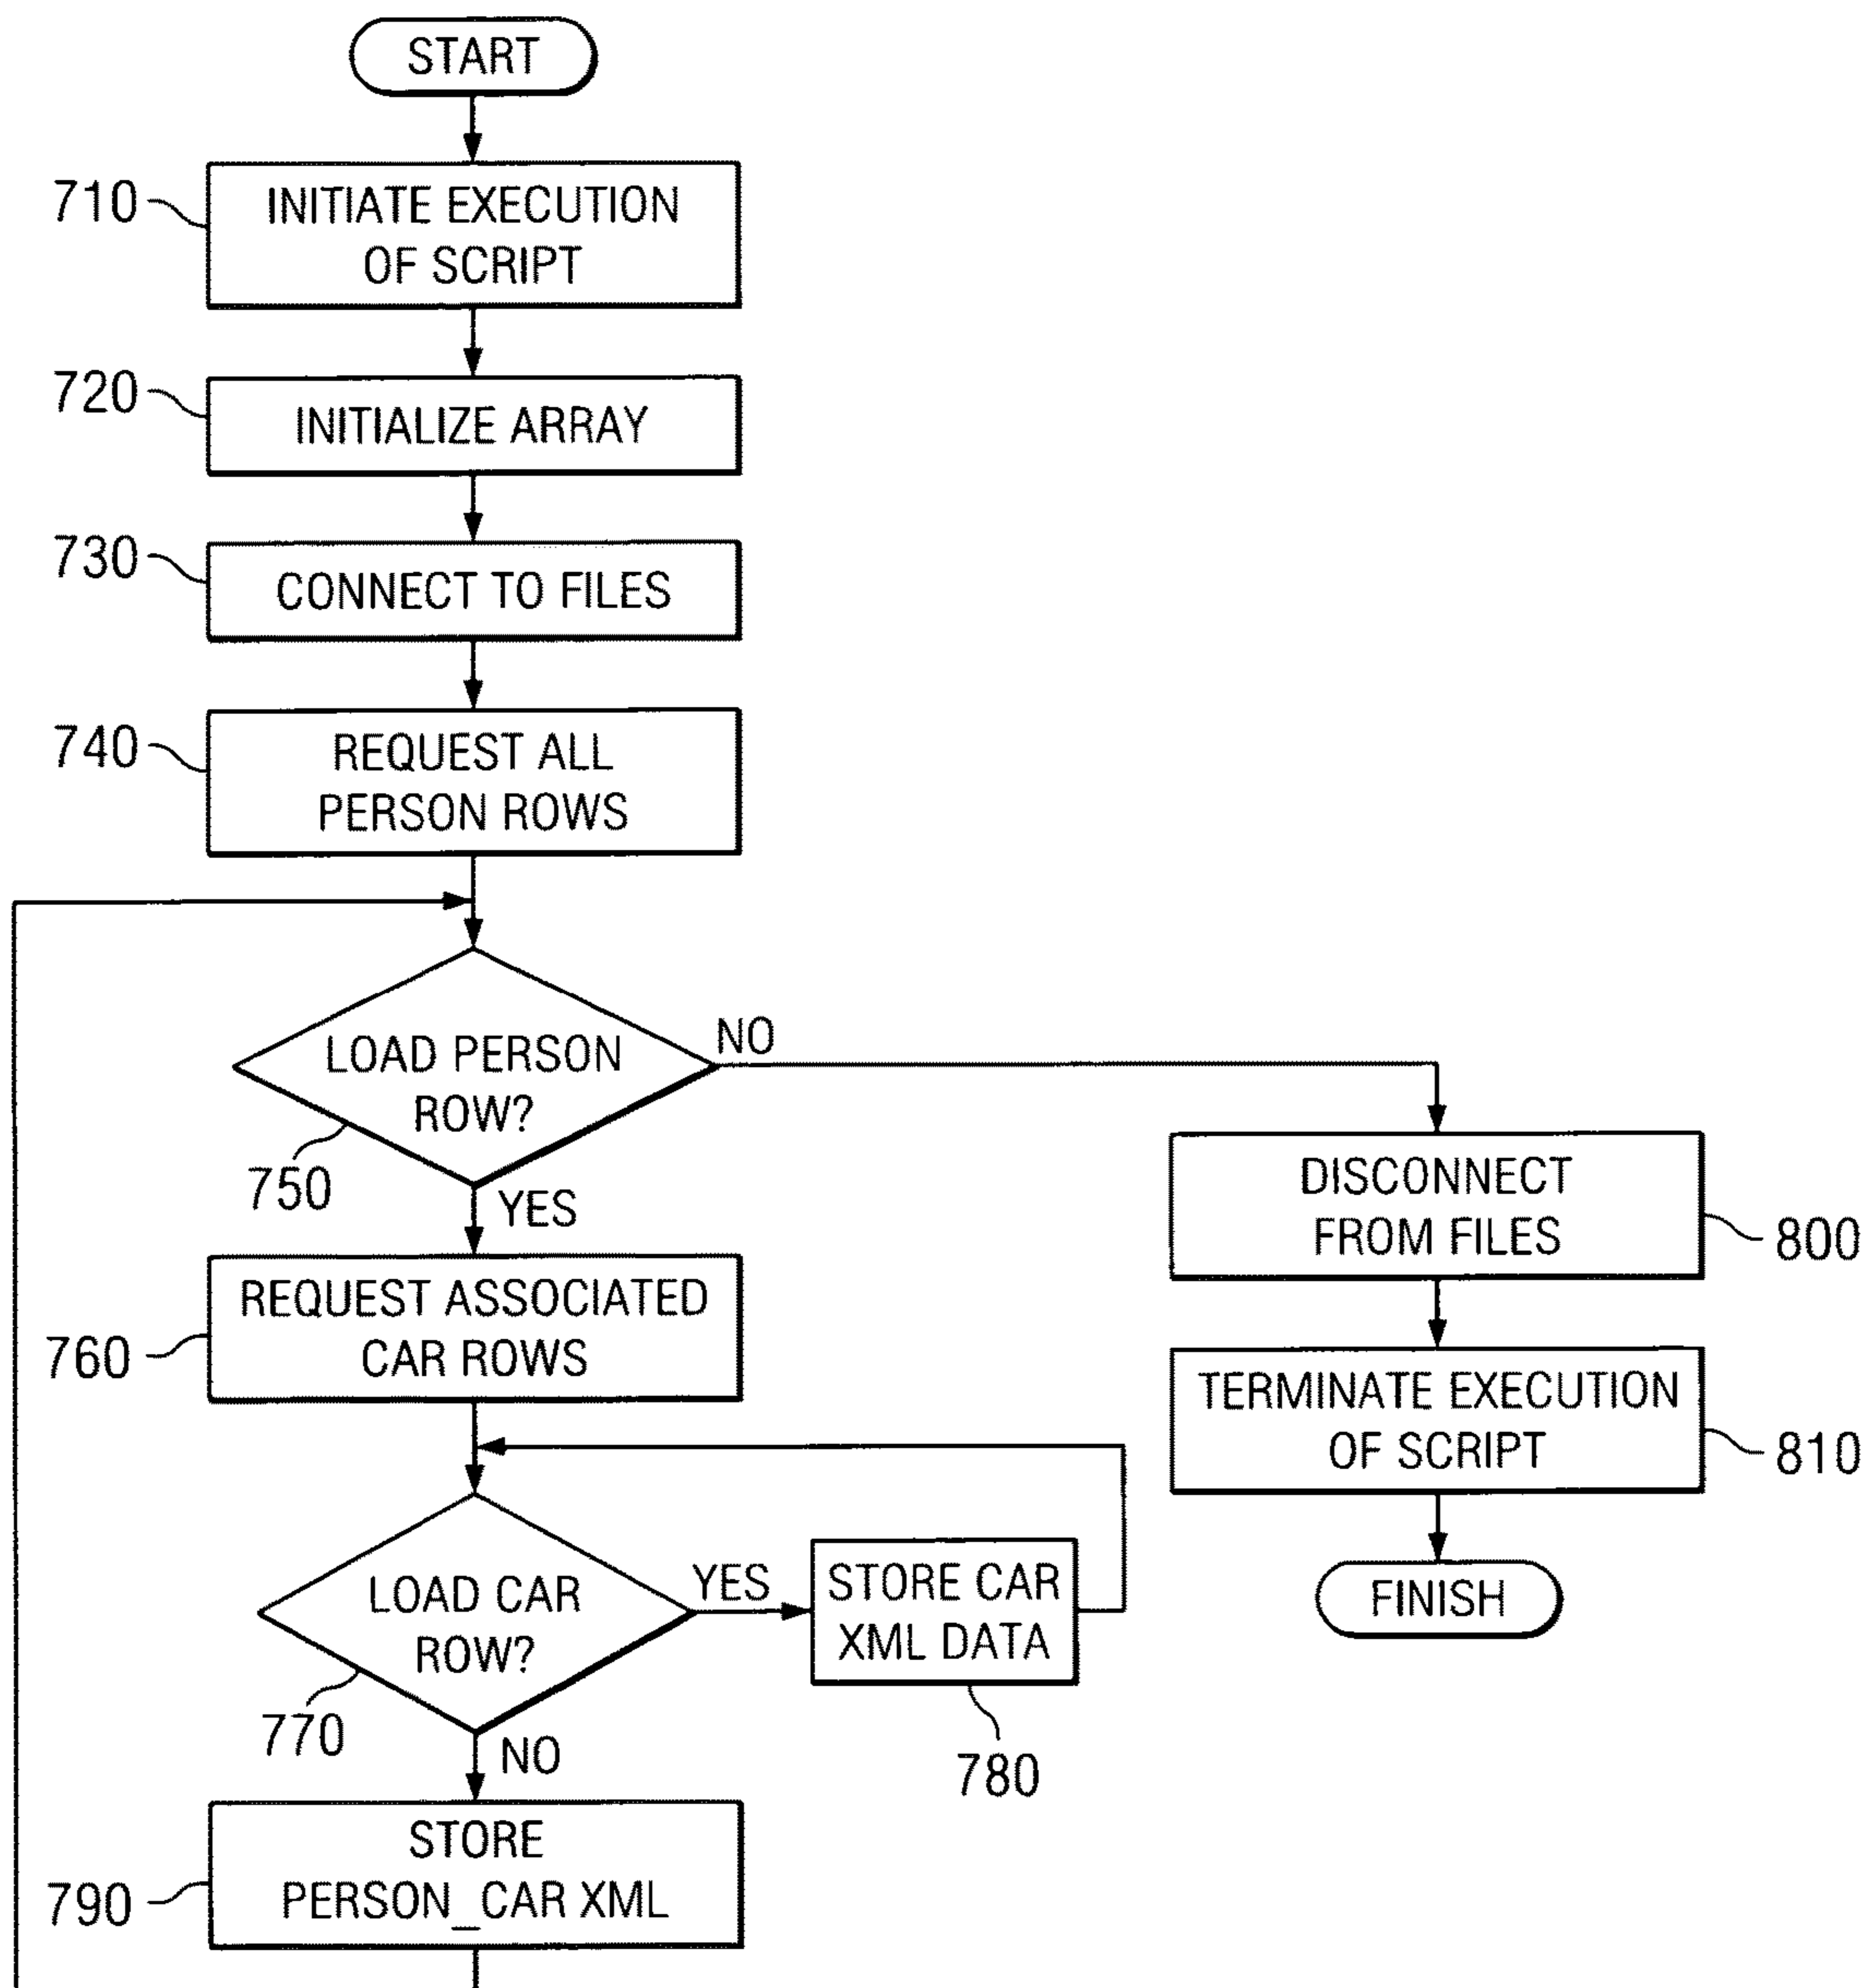 START
710
INITIATE EXECUTION
OF SCRIPT
720
INITIALIZE ARRAY
730
CONNECT TO FILES
740
REQUEST ALL
PERSON ROWS
LOAD PERSON
ROW?
NO
750
YES
DISCONNECT
FROM FILES
800
REQUEST ASSOCIATED
CAR ROWS
760
TERMINATE EXECUTION
OF SCRIPT
810
LOAD CAR
ROW?
YES
STORE CAR
XML DATA
FINISH
770
NO
780
STORE
PERSON_CAR XML
790